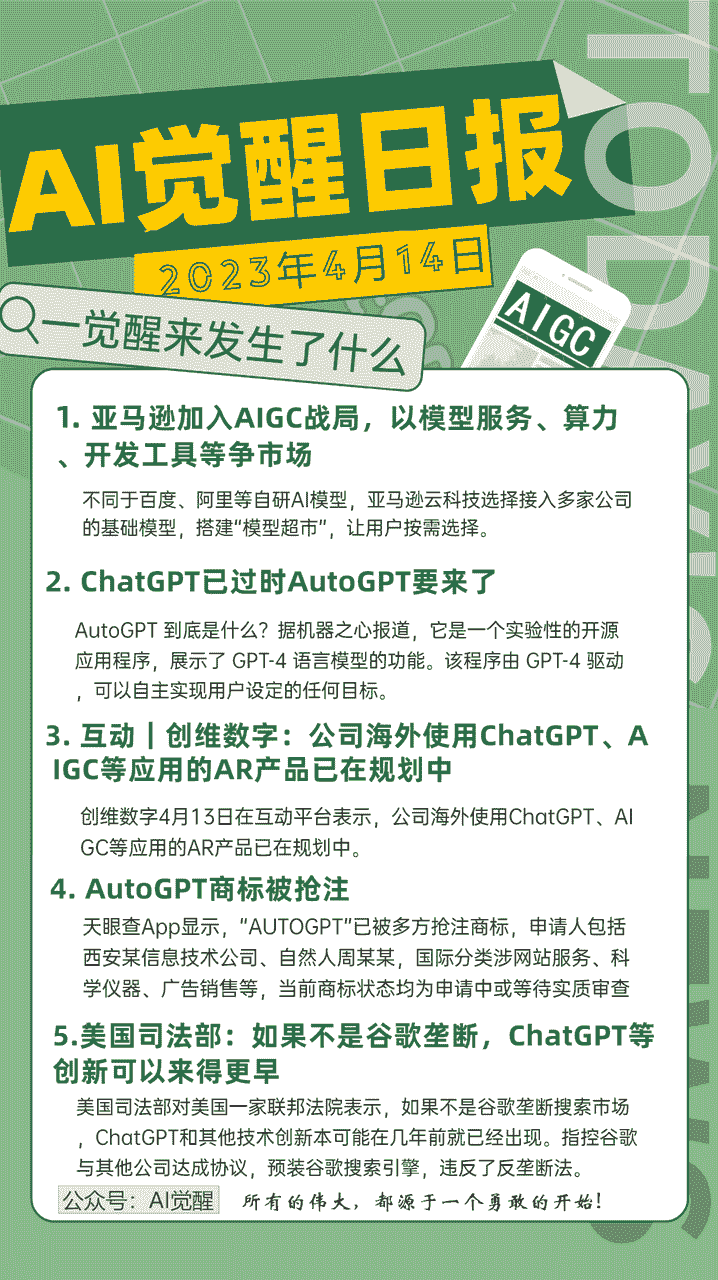 AI觉醒日报
2023年4月14日
一觉醒来发生了什么
AIGC
TODAY'S NEWS
1. 亚马逊加入AIGC战局，以模型服务、算力
、开发工具等争市场
不同于百度、阿里等自研AI模型，亚马逊云科技选择接入多家公司
的基础模型，搭建“模型超市”，让用户按需选择。
2. ChatGPT已过时AutoGPT要来了
AutoGPT 到底是什么？据机器之心报道，它是一个实验性的开源
应用程序，展示了 GPT-4 语言模型的功能。该程序由 GPT-4 驱动
，可以自主实现用户设定的任何目标。
3. 互动｜创维数字：公司海外使用ChatGPT、A
IGC等应用的AR产品已在规划中
创维数字4月13日在互动平台表示，公司海外使用ChatGPT、AI
GC等应用的AR产品已在规划中。
4. AutoGPT商标被抢注
天眼查App显示，“AUTOGPT”已被多方抢注商标，申请人包括
西安某信息技术公司、自然人周某某，国际分类涉网站服务、科
学仪器、广告销售等，当前商标状态均为申请中或等待实质审查
5.美国司法部：如果不是谷歌垄断，ChatGPT等
创新可以来得更早
美国司法部对美国一家联邦法院表示，如果不是谷歌垄断搜索市场
，ChatGPT和其他技术创新本可能在几年前就已经出现。指控谷歌
与其他公司达成协议，预装谷歌搜索引擎，违反了反垄断法。
公众号：AI觉醒
所有的伟大，都源于一个勇敢的开始！